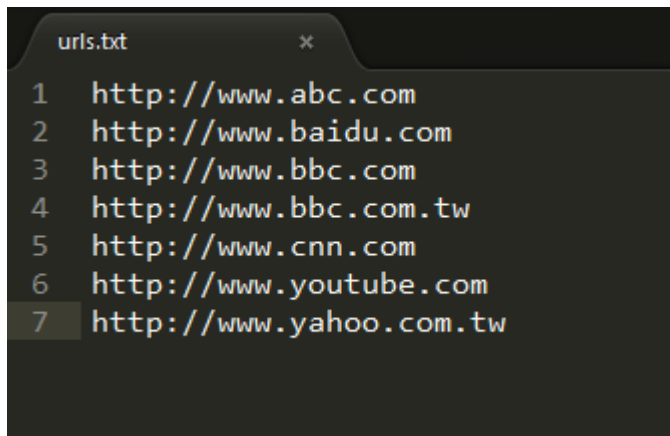 urls.txt ×
1 http://www.abc.com
2 http://www.baidu.com
3 http://www.bbc.com
4 http://www.bbc.com.tw
5 http://www.cnn.com
6 http://www.youtube.com
7 http://www.yahoo.com.tw